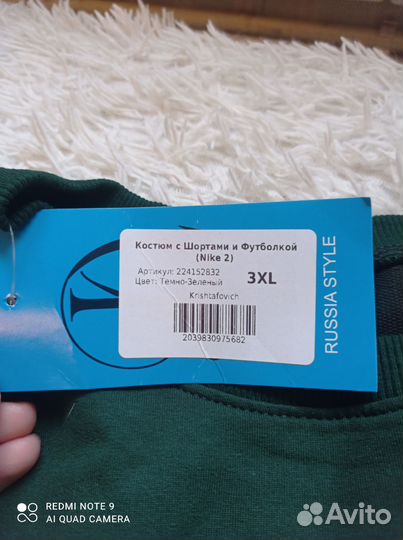 Костюм с Шортами и Футболкой
(Nike 2)
Артикул: 224152832
Цвет: Темно-Зеленый
3XL
Krishtafovich
2039830975682
RUSSIA STYLE
REDMI NOTE 9
AI QUAD CAMERA
Avito